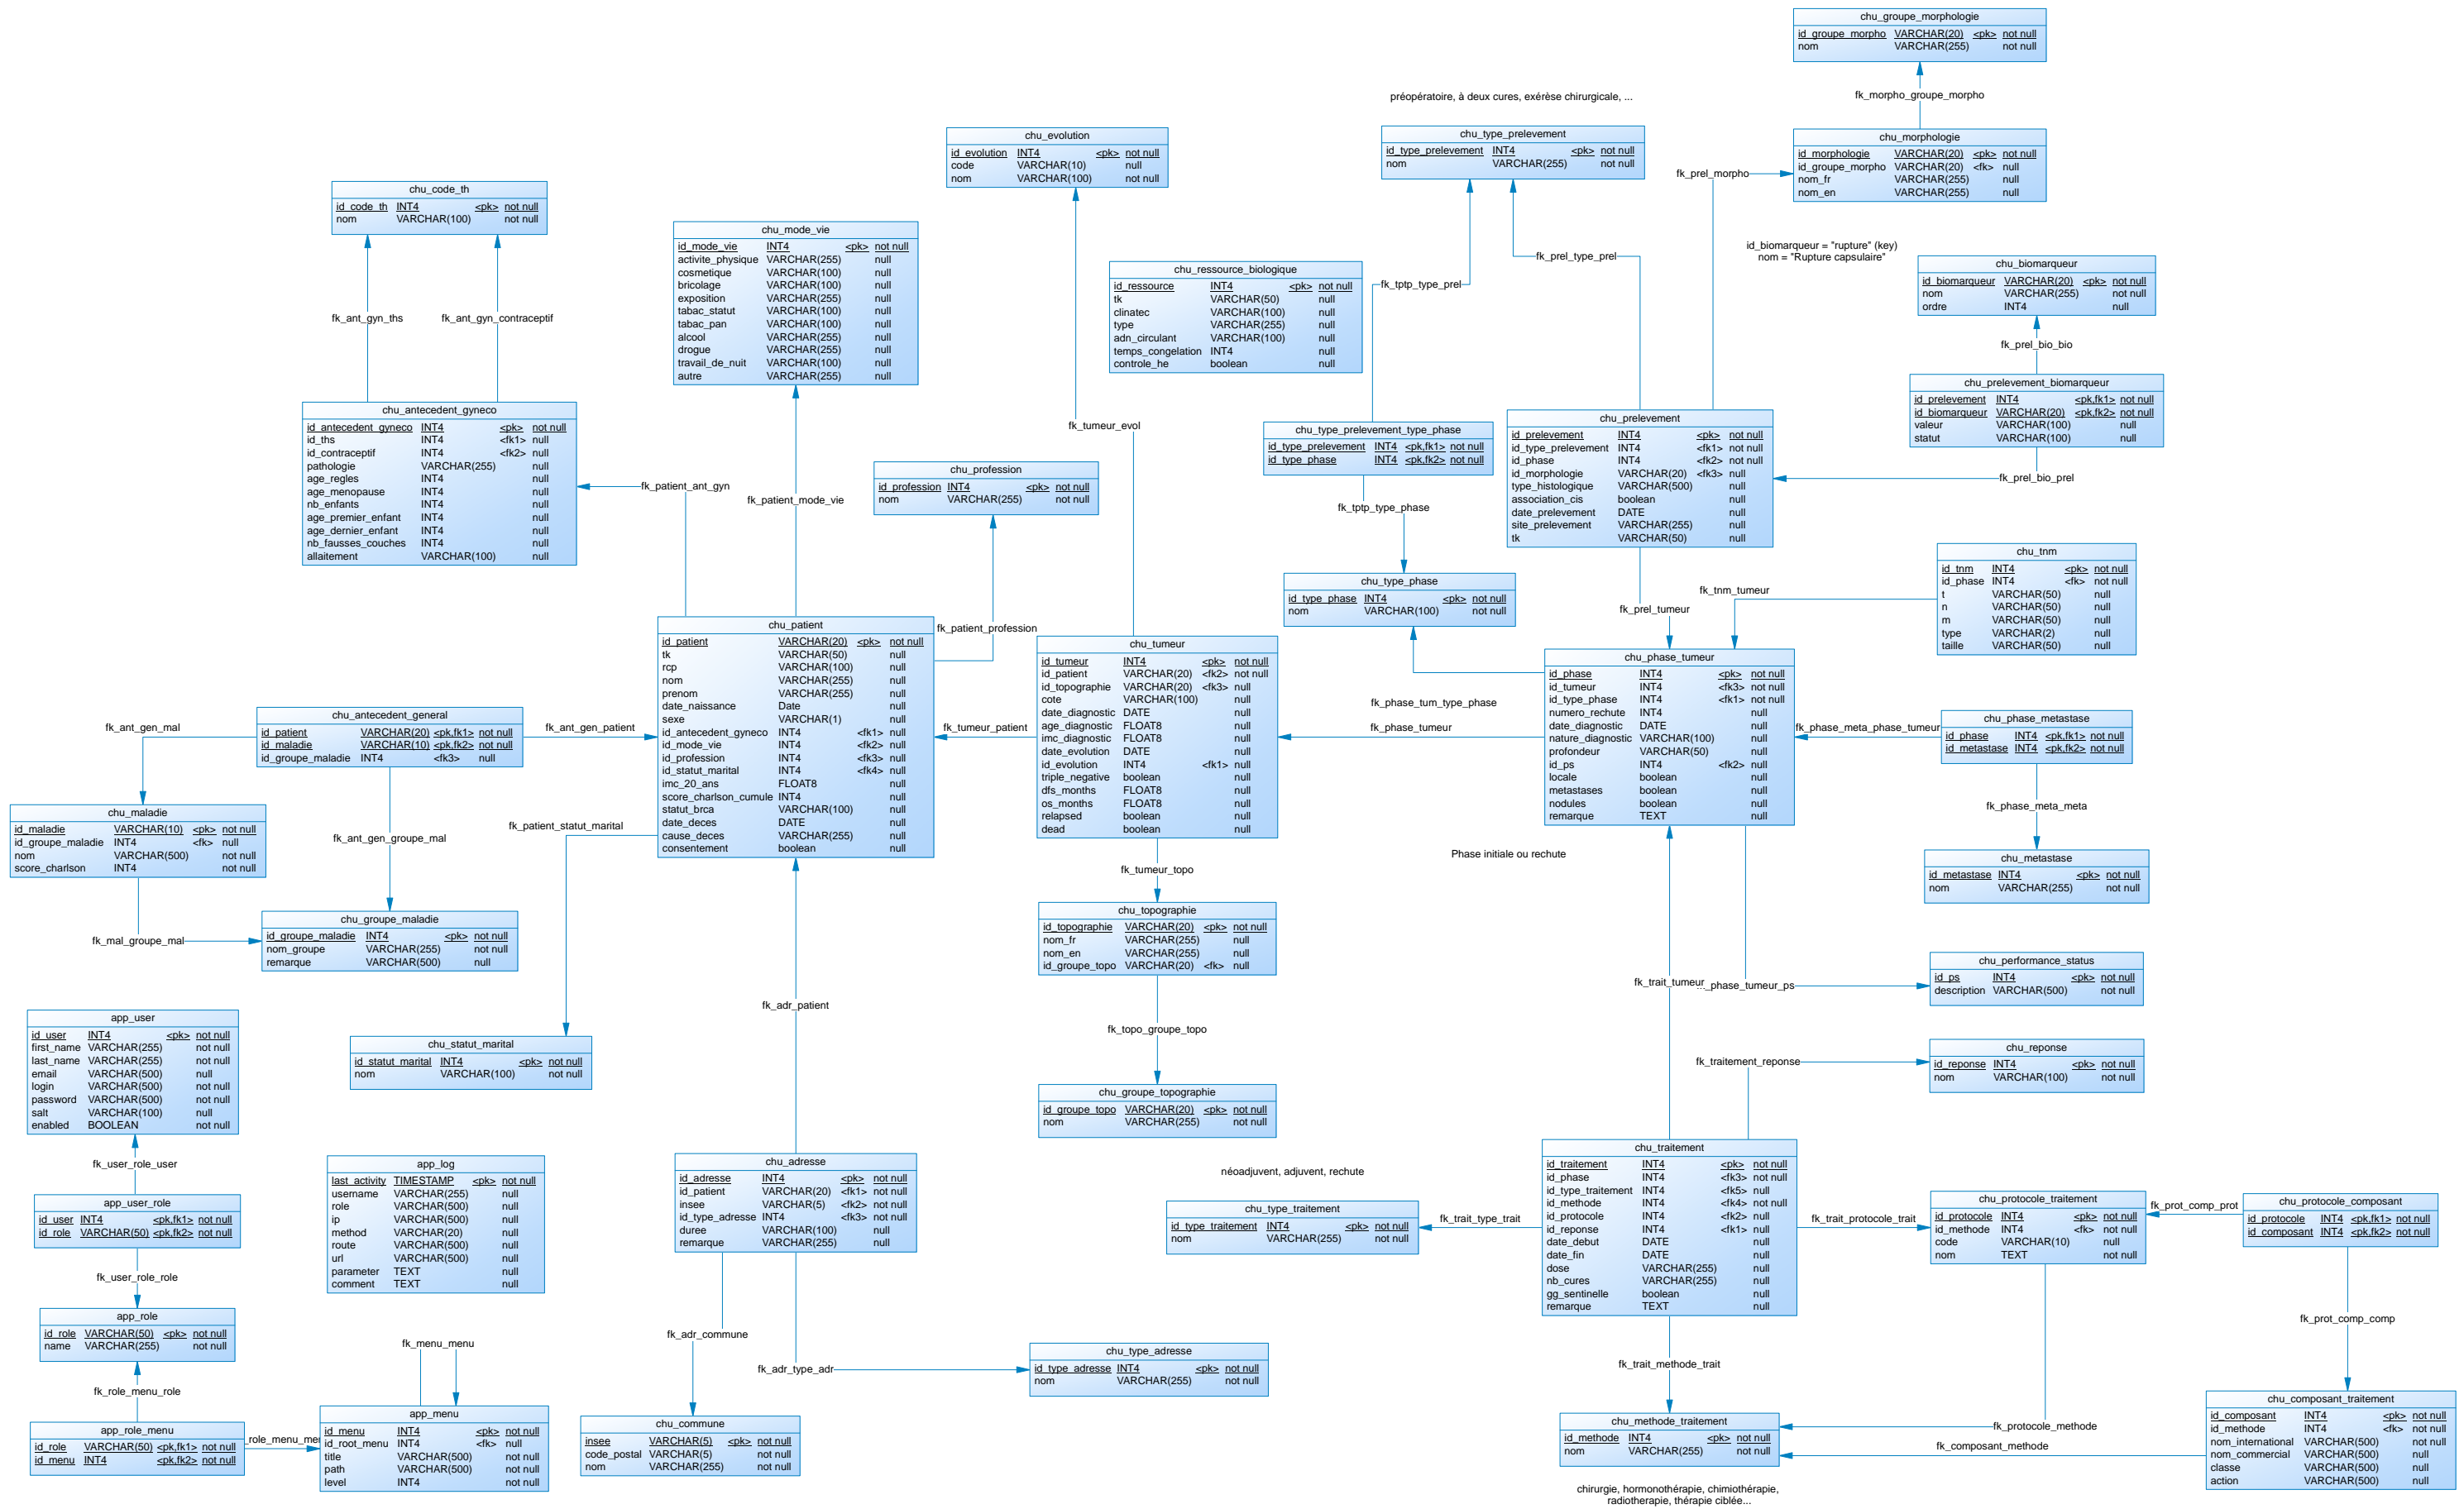 chu_groupe_morphologie
id_groupe_morpho VARCHAR(20) <pk> not null
nom VARCHAR(255) not null
fk_morpho_groupe_morpho
préopératoire, à deux cures, exérèse chirurgicale, ...
chu_evolution
id_evolution INT4 <pk> not null
code VARCHAR(10) null
nom VARCHAR(100) not null
chu_type_prelevement
id_type_prelevement INT4 <pk> not null
nom VARCHAR(255) not null
chu_morphologie
id_morphologie VARCHAR(20) <pk> not null
id_groupe_morpho VARCHAR(20) <fk> null
nom_fr VARCHAR(255) null
nom_en VARCHAR(255) null
fk_prel_morpho
chu_code_th
id_code_th INT4 <pk> not null
nom VARCHAR(100) not null
chu_mode_vie
id_mode_vie INT4 <pk> not null
activite_physique VARCHAR(255) null
cosmetique VARCHAR(100) null
bricolage VARCHAR(100) null
exposition VARCHAR(255) null
tabac_statut VARCHAR(100) null
tabac_pan VARCHAR(100) null
alcool VARCHAR(255) null
drogue VARCHAR(255) null
travail_de_nuit VARCHAR(100) null
autre VARCHAR(255) null
id_biomarqueur = "rupture" (key)
nom = "Rupture capsulaire"
fk_prel_type_prel
chu_ressource_biologique
id_ressource INT4 <pk> not null
tk VARCHAR(50) null
clinatec VARCHAR(100) null
type VARCHAR(255) null
adn_circulant VARCHAR(100) null
temps_congelation INT4 null
controle_he boolean null
fk_tptp_type_prel
chu_biomarqueur
id_biomarqueur VARCHAR(20) <pk> not null
nom VARCHAR(255) not null
ordre INT4 null
fk_ant_gyn_ths
fk_ant_gyn_contraceptif
fk_prel_bio_bio
chu_prelevement_biomarqueur
id_prelevement INT4 <pk,fk1> not null
id_biomarqueur VARCHAR(20) <pk,fk2> not null
valeur VARCHAR(100) null
statut VARCHAR(100) null
chu_antecedent_gyneco
id_antecedent_gyneco INT4 <pk> not null
id_ths INT4 <fk1> null
id_contraceptif INT4 <fk2> null
pathologie VARCHAR(255) null
age_regles INT4 null
age_menopause INT4 null
nb_enfants INT4 null
age_premier_enfant INT4 null
age_dernier_enfant INT4 null
nb_fausses_couches INT4 null
allaitement VARCHAR(100) null
fk_tumeur_evol
chu_type_prelevement_type_phase
id_type_prelevement INT4 <pk,fk1> not null
id_type_phase INT4 <pk,fk2> not null
chu_prelevement
id_prelevement INT4 <pk> not null
id_type_prelevement INT4 <fk1> not null
id_phase INT4 <fk2> not null
id_morphologie VARCHAR(20) <fk3> null
type_histologique VARCHAR(500) null
association_cis boolean null
date_prelevement DATE null
site_prelevement VARCHAR(255) null
tk VARCHAR(50) null
fk_prel_bio_prel
chu_profession
id_profession INT4 <pk> not null
nom VARCHAR(255) not null
fk_patient_ant_gyn
fk_patient_mode_vie
fk_tptp_type_phase
chu_tnm
id_tnm INT4 <pk> not null
id_phase INT4 <fk> not null
t VARCHAR(50) null
n VARCHAR(50) null
m VARCHAR(50) null
type VARCHAR(2) null
taille VARCHAR(50) null
chu_type_phase
id_type_phase INT4 <pk> not null
nom VARCHAR(100) not null
fk_tnm_tumeur
fk_prel_tumeur
fk_patient_profession
chu_patient
id_patient VARCHAR(20) <pk> not null
tk VARCHAR(50) null
rcp VARCHAR(100) null
nom VARCHAR(255) null
prenom VARCHAR(255) null
date_naissance Date null
sexe VARCHAR(1) null
id_antecedent_gyneco INT4 <fk1> null
id_mode_vie INT4 <fk2> null
id_profession INT4 <fk3> null
id_statut_marital INT4 <fk4> null
imc_20_ans FLOAT8 null
score_charlson_cumule INT4 null
statut_brca VARCHAR(100) null
date_deces DATE null
cause_deces VARCHAR(255) null
consentement boolean null
chu_tumeur
id_tumeur INT4 <pk> not null
id_patient VARCHAR(20) <fk2> not null
id_topographie VARCHAR(20) <fk3> null
cote VARCHAR(100) null
date_diagnostic DATE null
age_diagnostic FLOAT8 null
imc_diagnostic FLOAT8 null
date_evolution DATE null
id_evolution INT4 <fk1> null
triple_negative boolean null
dfs_months FLOAT8 null
os_months FLOAT8 null
relapsed boolean null
dead boolean null
chu_phase_tumeur
id_phase INT4 <pk> not null
id_tumeur INT4 <fk3> not null
id_type_phase INT4 <fk1> not null
numero_rechute INT4 null
date_diagnostic DATE null
nature_diagnostic VARCHAR(100) null
profondeur VARCHAR(50) null
id_ps INT4 <fk2> null
locale boolean null
metastases boolean null
nodules boolean null
remarque TEXT null
fk_phase_tum_type_phase
fk_phase_tumeur
fk_tumeur_patient
fk_ant_gen_patient
fk_ant_gen_mal
chu_antecedent_general
id_patient VARCHAR(20) <pk,fk1> not null
id_maladie VARCHAR(10) <pk,fk2> not null
id_groupe_maladie INT4 <fk3> null
fk_phase_meta_phase_tumeur
chu_phase_metastase
id_phase INT4 <pk,fk1> not null
id_metastase INT4 <pk,fk2> not null
fk_phase_meta_meta
chu_maladie
id_maladie VARCHAR(10) <pk> not null
id_groupe_maladie INT4 <fk> null
nom VARCHAR(500) not null
score_charlson INT4 not null
fk_ant_gen_groupe_mal
fk_patient_statut_marital
Phase initiale ou rechute
chu_metastase
id_metastase INT4 <pk> not null
nom VARCHAR(255) not null
fk_tumeur_topo
chu_topographie
id_topographie VARCHAR(20) <pk> not null
nom_fr VARCHAR(255) null
nom_en VARCHAR(255) null
id_groupe_topo VARCHAR(20) <fk> null
fk_mal_groupe_mal
chu_groupe_maladie
id_groupe_maladie INT4 <pk> not null
nom_groupe VARCHAR(255) not null
remarque VARCHAR(500) null
chu_performance_status
id_ps INT4 <pk> not null
description VARCHAR(500) not null
fk_trait_tumeur
_phase_tumeur_ps
fk_adr_patient
app_user
id_user INT4 <pk> not null
first_name VARCHAR(255) not null
last_name VARCHAR(255) not null
email VARCHAR(500) null
login VARCHAR(500) not null
password VARCHAR(500) not null
salt VARCHAR(100) null
enabled BOOLEAN not null
fk_topo_groupe_topo
chu_statut_marital
id_statut_marital INT4 <pk> not null
nom VARCHAR(100) not null
fk_traitement_reponse
chu_reponse
id_reponse INT4 <pk> not null
nom VARCHAR(100) not null
chu_groupe_topographie
id_groupe_topo VARCHAR(20) <pk> not null
nom VARCHAR(255) not null
fk_user_role_user
app_log
last_activity TIMESTAMP <pk> not null
username VARCHAR(255) null
role VARCHAR(500) null
ip VARCHAR(500) null
method VARCHAR(20) null
route VARCHAR(500) null
url VARCHAR(500) null
parameter TEXT null
comment TEXT null
chu_adresse
id_adresse INT4 <pk> not null
id_patient VARCHAR(20) <fk1> not null
insee VARCHAR(5) <fk2> not null
id_type_adresse INT4 <fk3> not null
duree VARCHAR(100) null
remarque VARCHAR(255) null
néoadjuvent, adjuvent, rechute
chu_type_traitement
id_type_traitement INT4 <pk> not null
nom VARCHAR(255) not null
fk_trait_type_trait
chu_traitement
id_traitement INT4 <pk> not null
id_phase INT4 <fk3> not null
id_type_traitement INT4 <fk5> null
id_methode INT4 <fk4> not null
id_protocole INT4 <fk2> null
id_reponse INT4 <fk1> null
date_debut DATE null
date_fin DATE null
dose VARCHAR(255) null
nb_cures VARCHAR(255) null
gg_sentinelle boolean null
remarque TEXT null
fk_trait_protocole_trait
chu_protocole_traitement
id_protocole INT4 <pk> not null
id_methode INT4 <fk> not null
code VARCHAR(10) null
nom TEXT not null
fk_prot_comp_prot
chu_protocole_composant
id_protocole INT4 <pk,fk1> not null
id_composant INT4 <pk,fk2> not null
app_user_role
id_user INT4 <pk,fk1> not null
id_role VARCHAR(50) <pk,fk2> not null
fk_user_role_role
app_role
id_role VARCHAR(50) <pk> not null
name VARCHAR(255) not null
fk_menu_menu
fk_adr_commune
fk_adr_type_adr
chu_type_adresse
id_type_adresse INT4 <pk> not null
nom VARCHAR(255) not null
fk_trait_methode_trait
fk_prot_comp_comp
fk_role_menu_role
app_role_menu
id_role VARCHAR(50) <pk,fk1> not null
id_menu INT4 <pk,fk2> not null
_role_menu_me
app_menu
id_menu INT4 <pk> not null
id_root_menu INT4 <fk> null
title VARCHAR(500) not null
path VARCHAR(500) not null
level INT4 not null
chu_commune
insee VARCHAR(5) <pk> not null
code_postal VARCHAR(5) not null
nom VARCHAR(255) not null
chu_methode_traitement
id_methode INT4 <pk> not null
nom VARCHAR(255) not null
fk_protocole_methode
fk_composant_methode
chu_composant_traitement
id_composant INT4 <pk> not null
id_methode INT4 <fk> not null
nom_international VARCHAR(500) not null
nom_commercial VARCHAR(500) null
classe VARCHAR(500) null
action VARCHAR(500) null
chirurgie, hormonothérapie, chimiothérapie,
radiotherapie, thérapie ciblée...